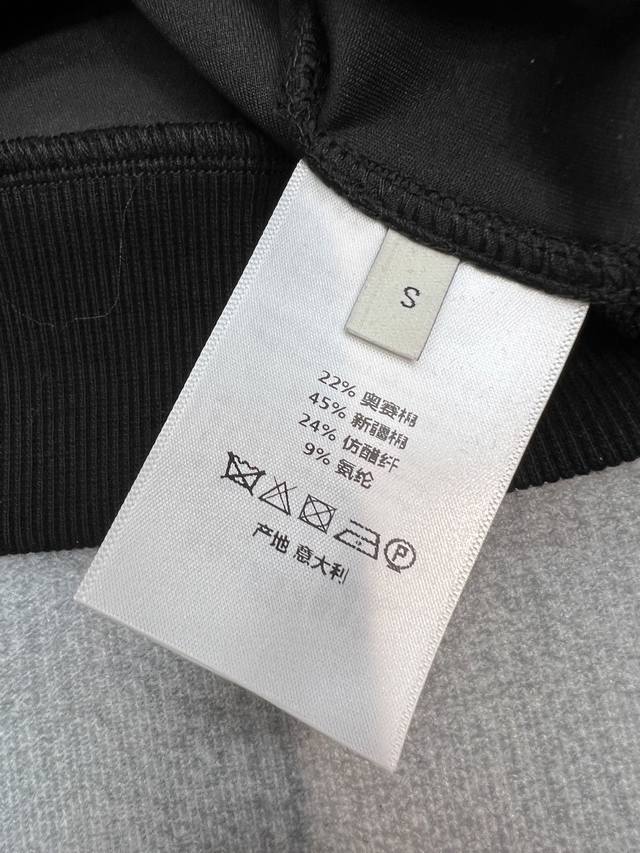 S
22% 奥赛棉
45% 新疆棉
24% 仿醋纤
9% 氨纶
P
产地 意大利